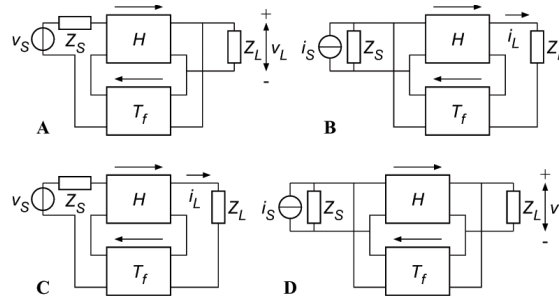 v_S Z_S H Z_L + v_L -
T_f
A
i_S Z_S H i_L Z_L
T_f
B
v_S Z_S H i_L Z_L
T_f
C
i_S Z_S H Z_L + v -
T_f
D